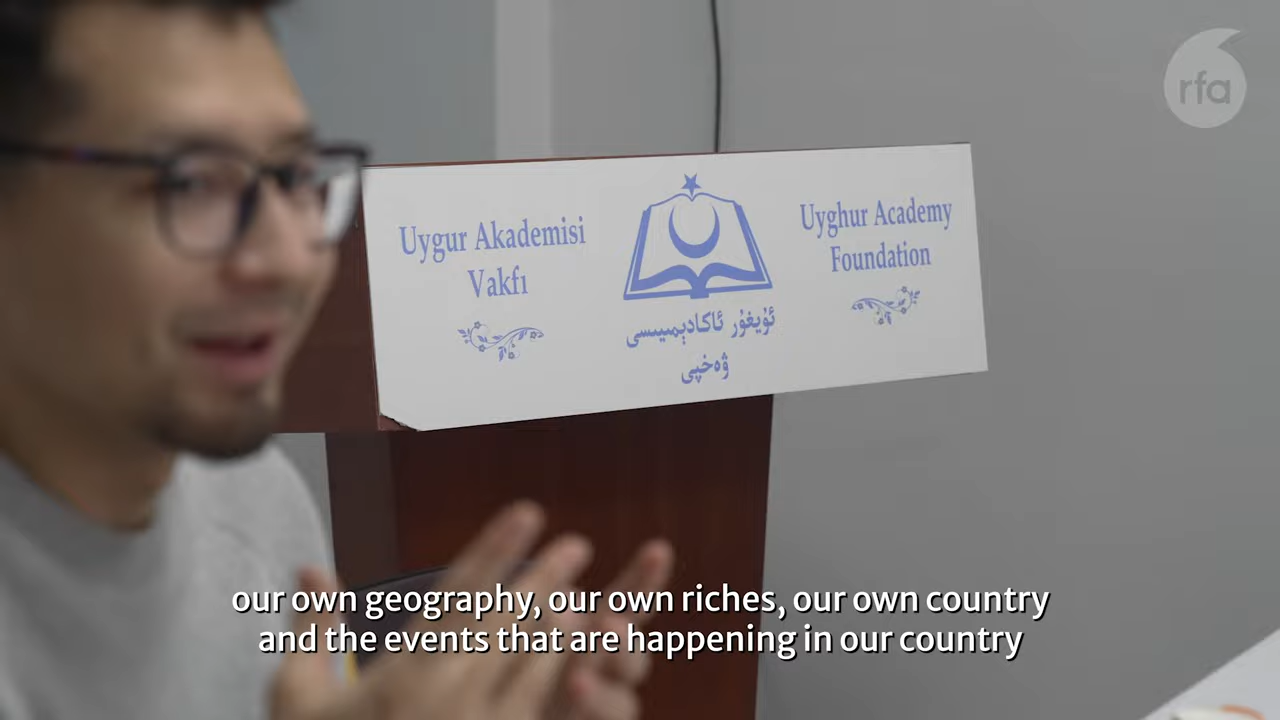 rfa
Uygur Akademisi
Vakfı
ئۇيغۇر ئاكادېمىيىسى
ۋەخپى
Uyghur Academy
Foundation
our own geography, our own riches, our own country
and the events that are happening in our country